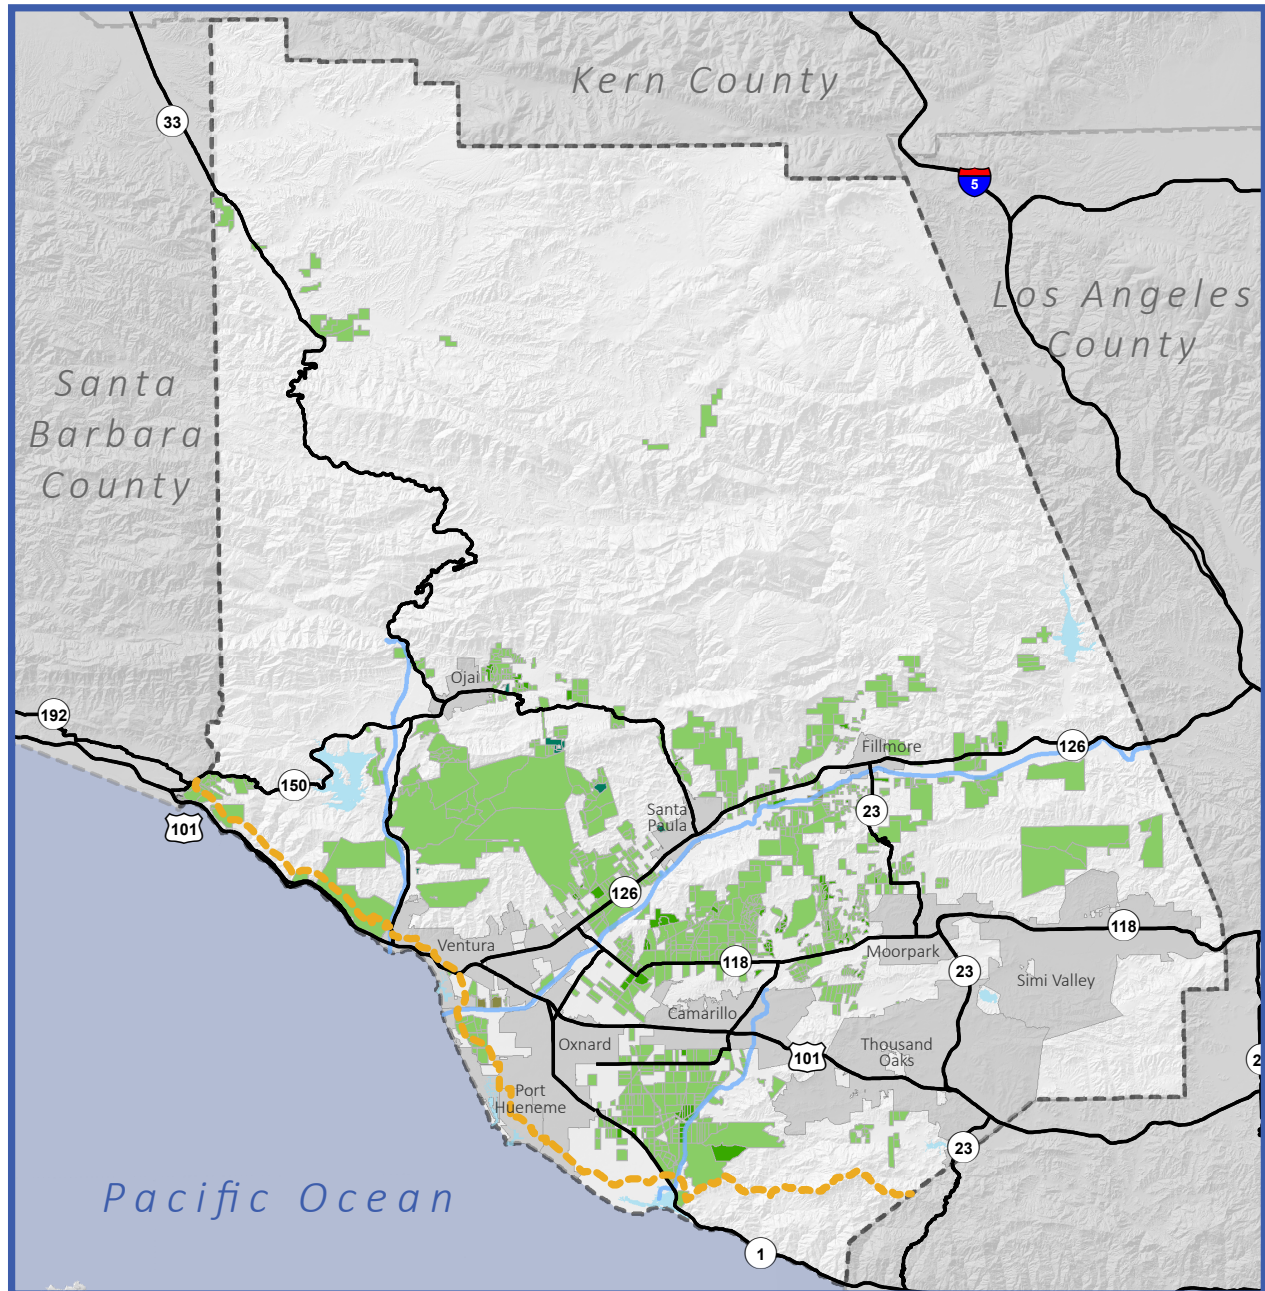 Kern County
33
5
Los Angeles
County
Santa
Barbara
County
Ojai
192
Fillmore
126
150
Santa
Paula
23
101
126
Ventura
118
Moorpark
118
23
Simi Valley
Camarillo
Oxnard
Thousand
Oaks
101
2
Port
Hueneme
23
Pacific Ocean
1